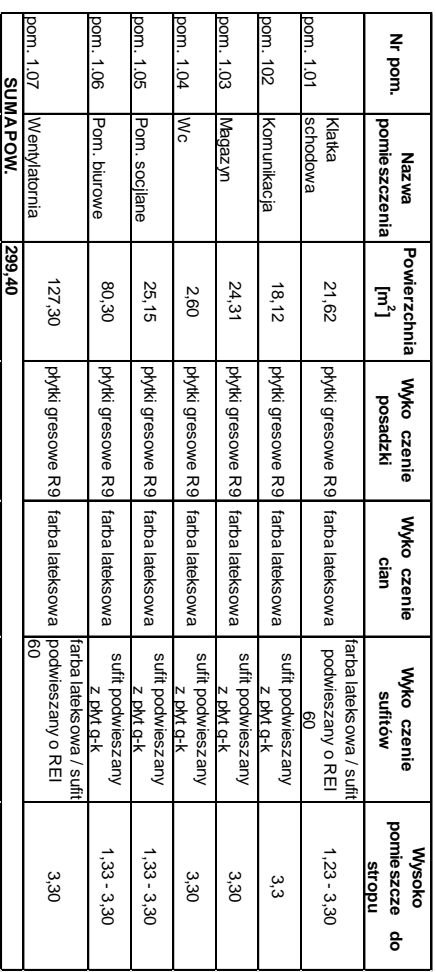 Nr pom.
Nazwa
pomieszczenia
Powierzchnia
[m²]
Wyko czenie
posadzki
Wyko czenie
cian
Wyko czenie
sufitów
Wysoko
pomieszcze do
stropu
pom. 1.01
Klatka
schodowa
21,62
płytki gresowe R9
farba lateksowa
farba lateksowa / sufit
podwieszany o REI
60
1,23 - 3,30
pom. 102
Komunikacja
18,12
płytki gresowe R9
farba lateksowa
sufit podwieszany
z płyt g-k
3,3
pom. 1.03
Magazyn
24,31
płytki gresowe R9
farba lateksowa
sufit podwieszany
z płyt g-k
3,30
pom. 1.04
Wc
2,60
płytki gresowe R9
farba lateksowa
sufit podwieszany
z płyt g-k
3,30
pom. 1.05
Pom. socjlane
25,15
płytki gresowe R9
farba lateksowa
sufit podwieszany
z płyt g-k
1,33 - 3,30
pom. 1.06
Pom. biurowe
80,30
płytki gresowe R9
farba lateksowa
sufit podwieszany
z płyt g-k
1,33 - 3,30
pom. 1.07
Wentylatornia
127,30
płytki gresowe R9
farba lateksowa
farba lateksowa / sufit
podwieszany o REI
60
3,30
SUMA POW.
299,40